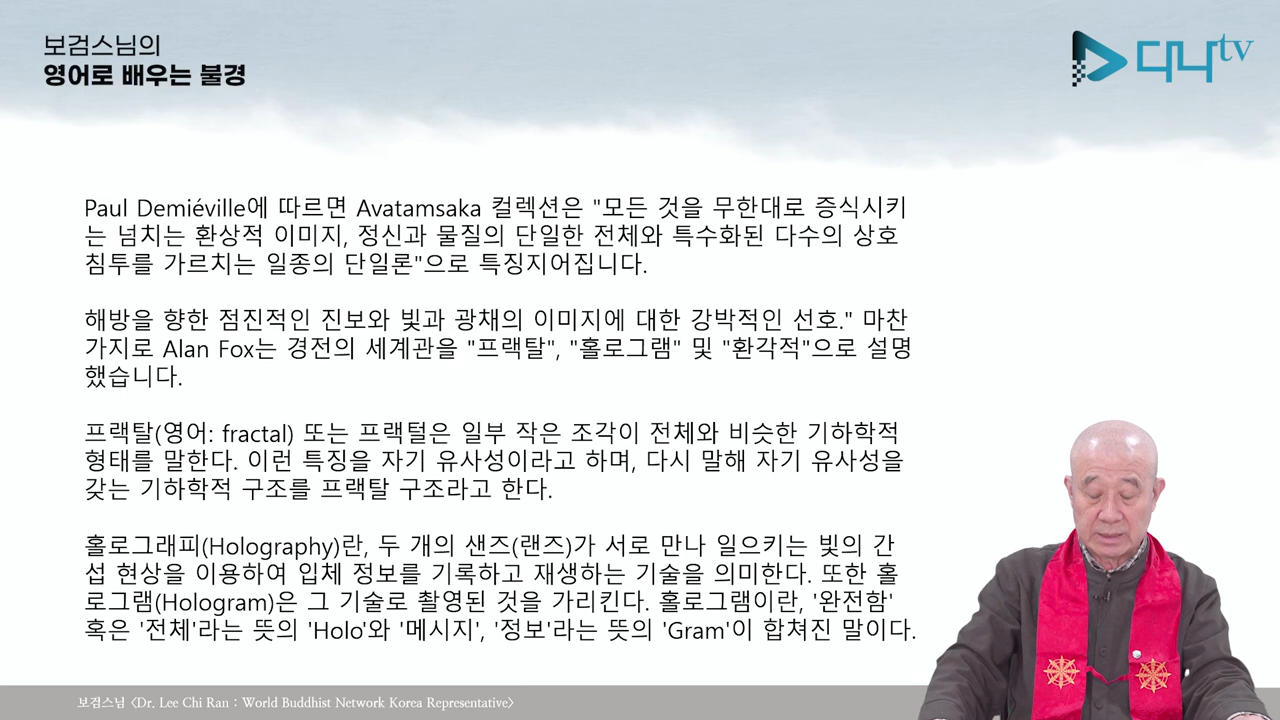 보검스님의
영어로 배우는 불경
디나tv
Paul Demiéville에 따르면 Avatamsaka 컬렉션은 "모든 것을 무한대로 증식시키
는 넘치는 환상적 이미지, 정신과 물질의 단일한 전체와 특수화된 다수의 상호
침투를 가르치는 일종의 단일론"으로 특징지어집니다.
해방을 향한 점진적인 진보와 빛과 광채의 이미지에 대한 강박적인 선호." 마찬
가지로 Alan Fox는 경전의 세계관을 "프랙탈", "홀로그램" 및 "환각적"으로 설명
했습니다.
프랙탈(영어: fractal) 또는 프랙털은 일부 작은 조각이 전체와 비슷한 기하학적
형태를 말한다. 이런 특징을 자기 유사성이라고 하며, 다시 말해 자기 유사성을
갖는 기하학적 구조를 프랙탈 구조라고 한다.
홀로그래피(Holography)란, 두 개의 샌즈(랜즈)가 서로 만나 일으키는 빛의 간
섭 현상을 이용하여 입체 정보를 기록하고 재생하는 기술을 의미한다. 또한 홀
로그램(Hologram)은 그 기술로 촬영된 것을 가리킨다. 홀로그램이란, '완전함'
혹은 '전체'라는 뜻의 'Holo'와 '메시지', '정보'라는 뜻의 'Gram'이 합쳐진 말이다.
보검스님 <Dr. Lee Chi Ran : World Buddhist Network Korea Representative>